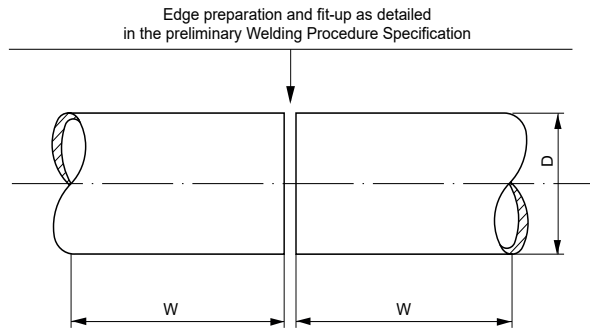 Edge preparation and fit-up as detailed
in the preliminary Welding Procedure Specification
D
W
W